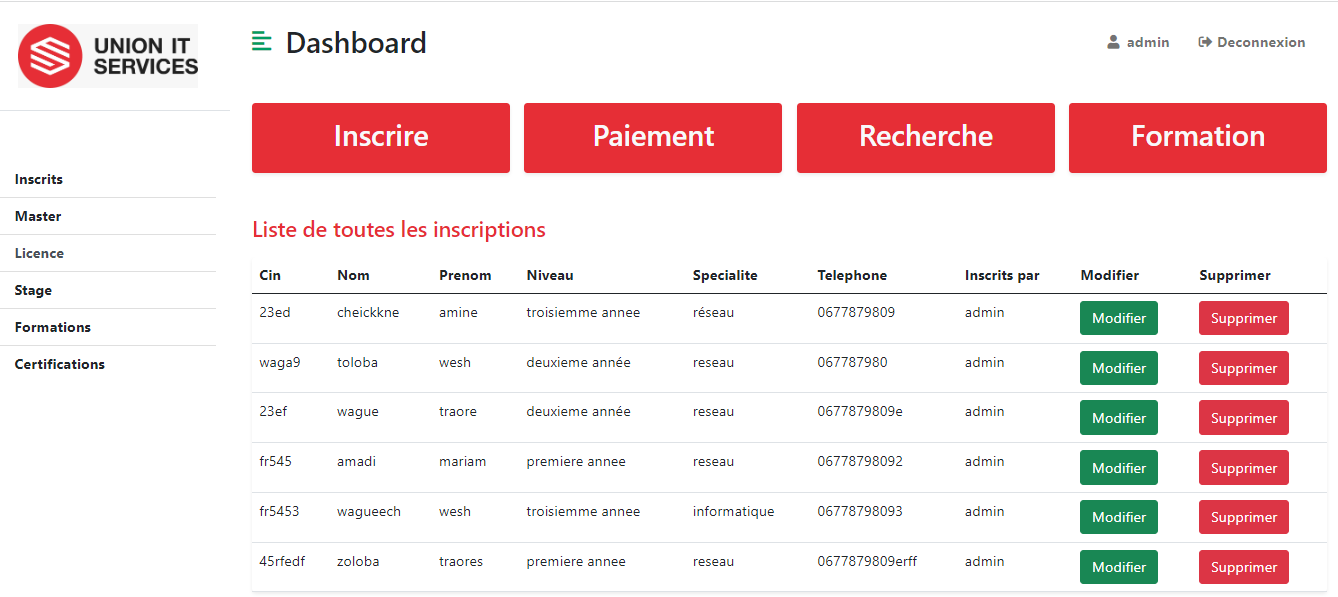 UNION IT
SERVICES
Dashboard
admin
Deconnexion
Inscrire
Paiement
Recherche
Formation
Inscrits
Master
Licence
Stage
Formations
Certifications
Liste de toutes les inscriptions
Cin Nom Prenom Niveau Specialite Telephone Inscrits par Modifier Supprimer
23ed cheickkne amine troisiemme annee réseau 0677879809 admin Modifier Supprimer
waga9 toloba wesh deuxieme année reseau 067787980 admin Modifier Supprimer
23ef wague traore deuxieme année reseau 0677879809e admin Modifier Supprimer
fr545 amadi mariam premiere annee reseau 06778798092 admin Modifier Supprimer
fr5453 wagueech wesh troisiemme annee informatique 06778798093 admin Modifier Supprimer
45rfedf zoloba traores premiere annee reseau 0677879809erff admin Modifier Supprimer